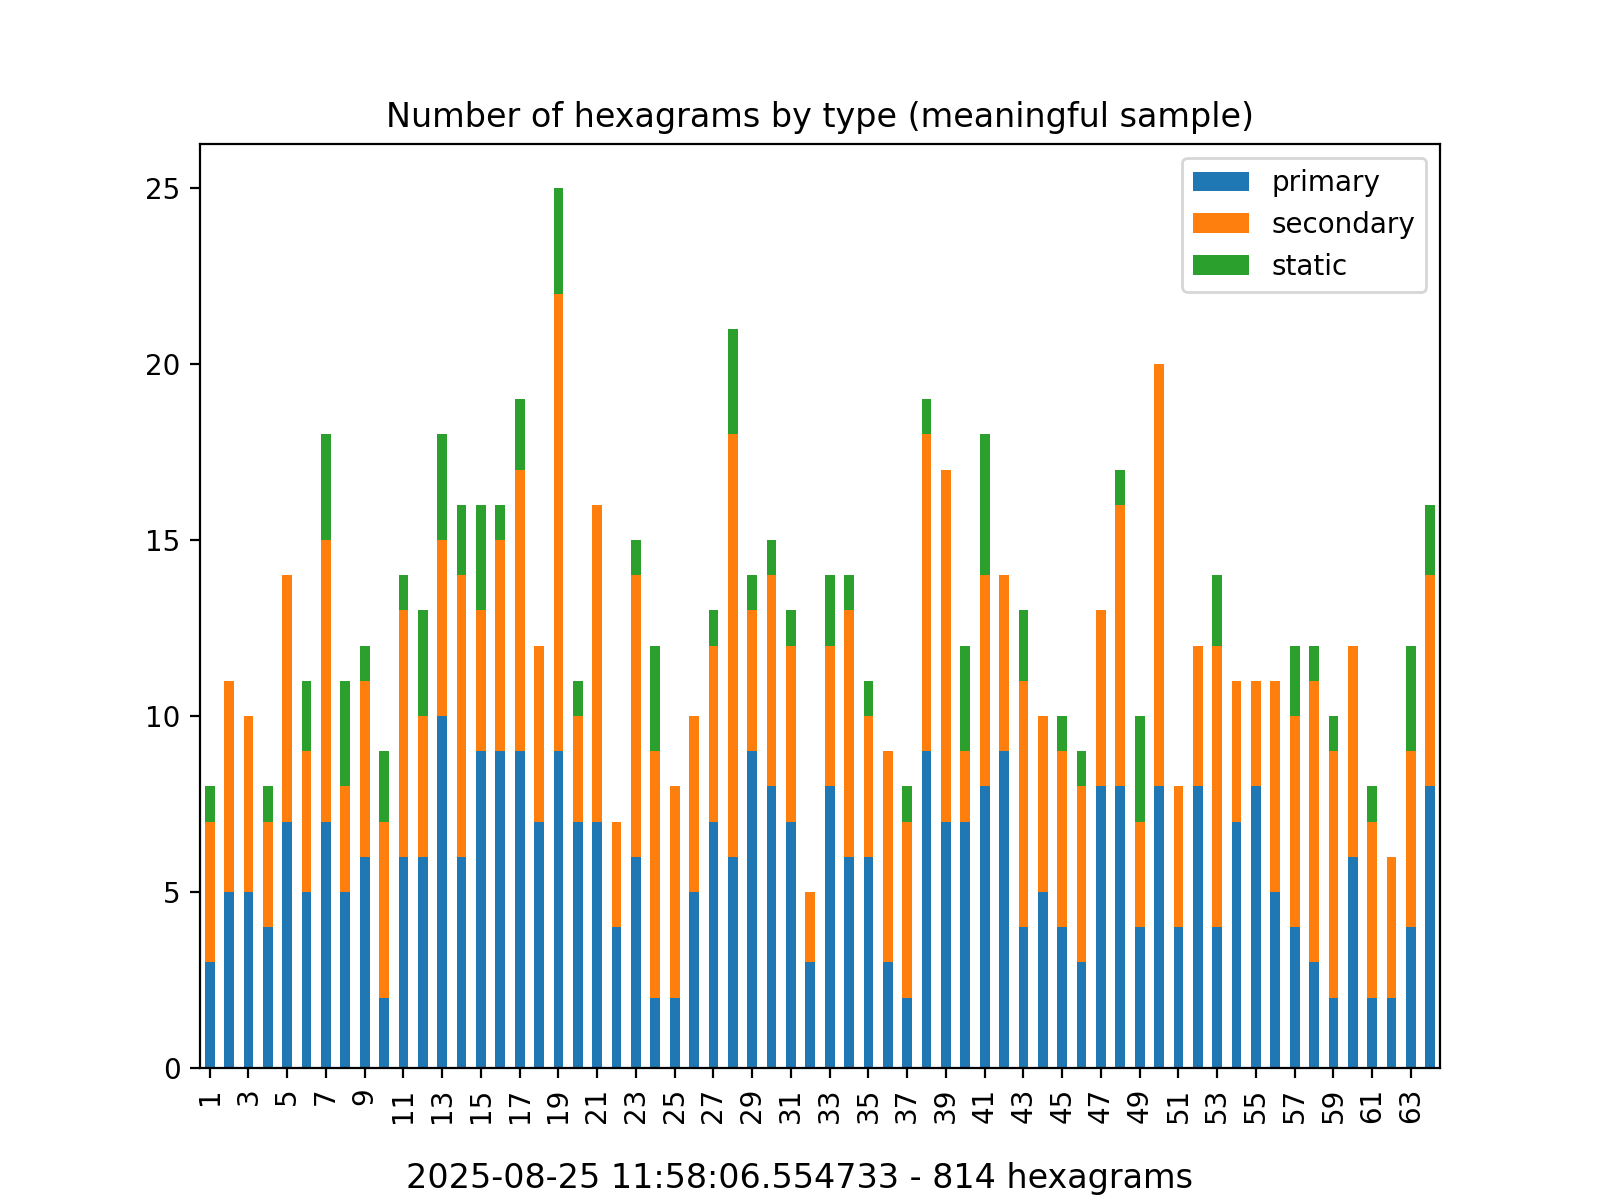 Number of hexagrams by type (meaningful sample)
primary
secondary
static
25
20
15
10
5
0
1 3 5 7 9 11 13 15 17 19 21 23 25 27 29 31 33 35 37 39 41 43 45 47 49 51 53 55 57 59 61 63
2025-08-25 11:58:06.554733 - 814 hexagrams